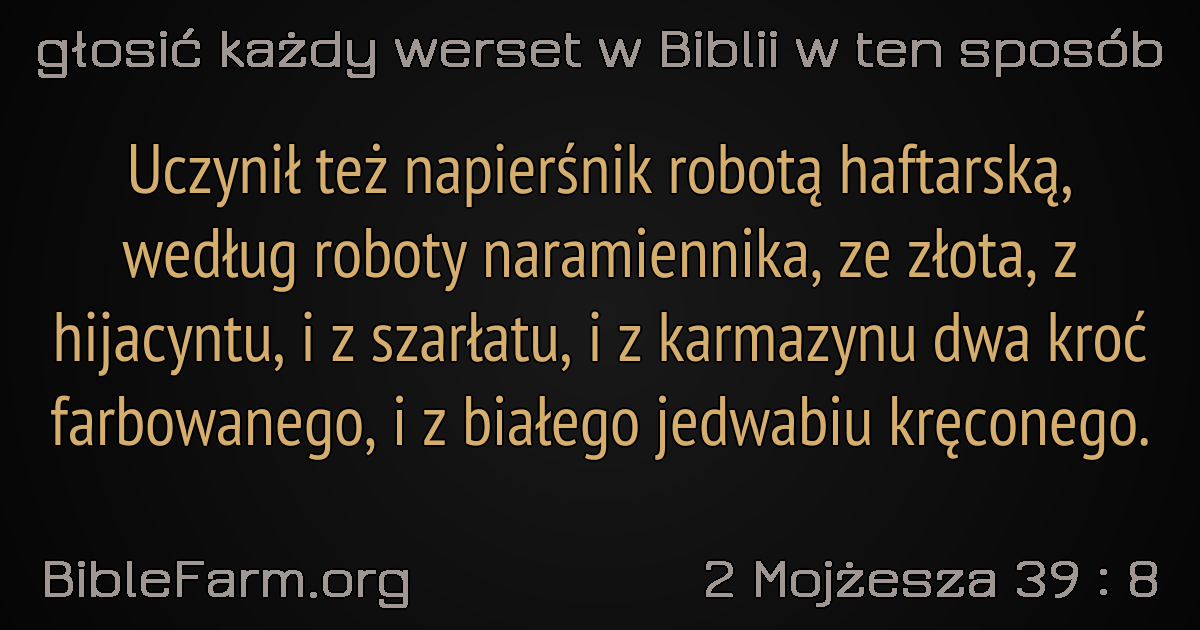 głosić każdy werset w Biblii w ten sposób
Uczynił też napierśnik robotą haftarską,
według roboty naramiennika, ze złota, z
hijacyntu, i z szarłatu, i z karmazynu dwa kroć
farbowanego, i z białego jedwabiu kręconego.
BibleFarm.org
2 Mojżesza 39 : 8